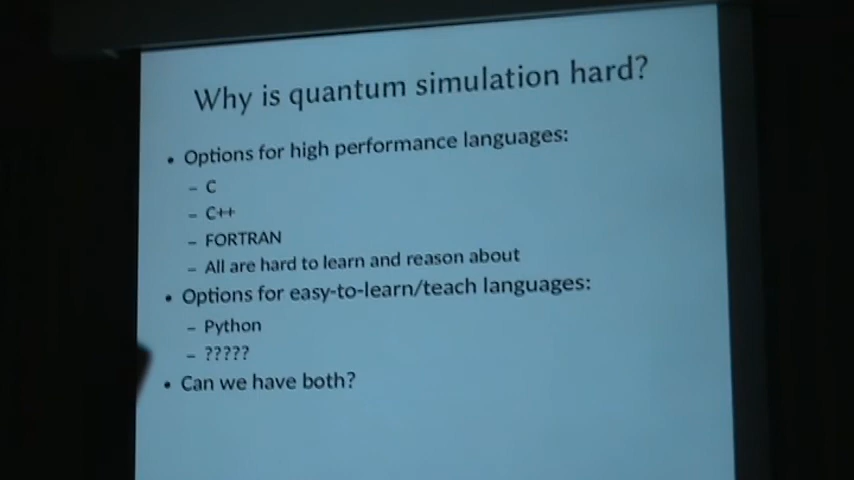 Why is quantum simulation hard?
• Options for high performance languages:
– C
– C++
– FORTRAN
– All are hard to learn and reason about
• Options for easy-to-learn/teach languages:
– Python
– ?????
• Can we have both?